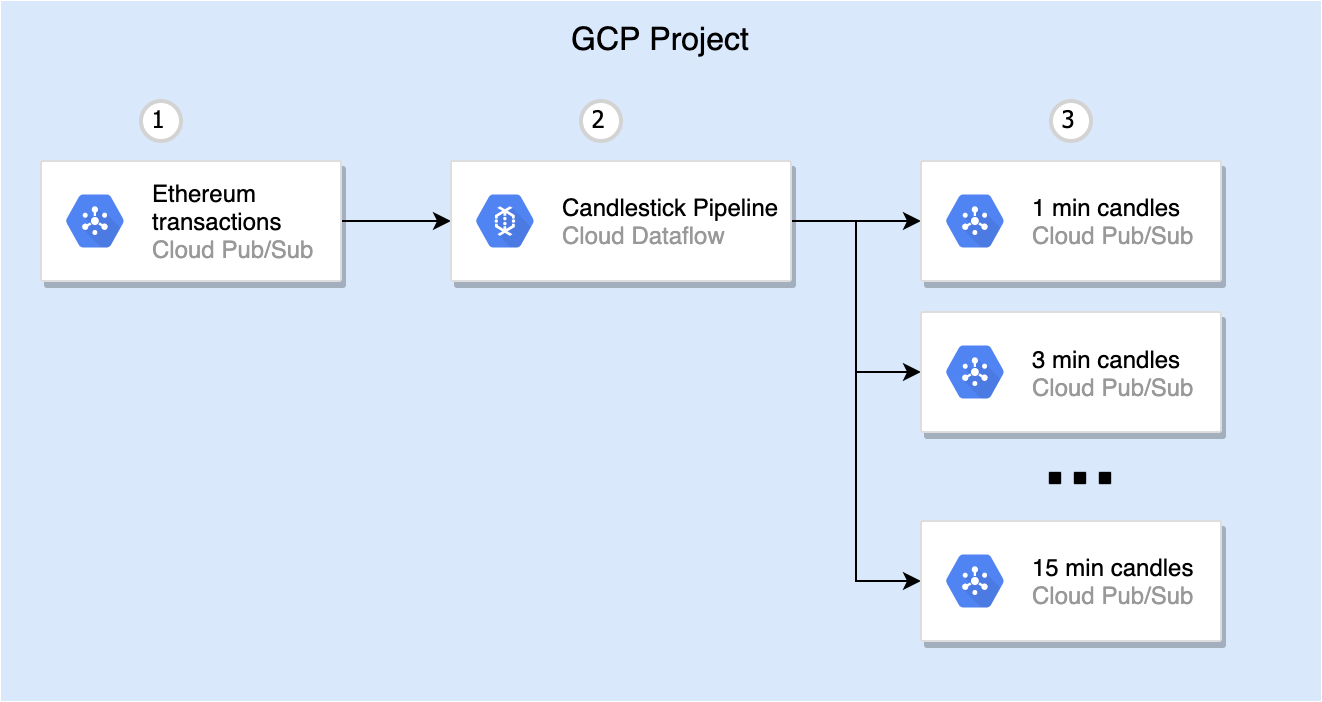 GCP Project
1
2
3
Ethereum
transactions
Cloud Pub/Sub
Candlestick Pipeline
Cloud Dataflow
1 min candles
Cloud Pub/Sub
3 min candles
Cloud Pub/Sub
15 min candles
Cloud Pub/Sub